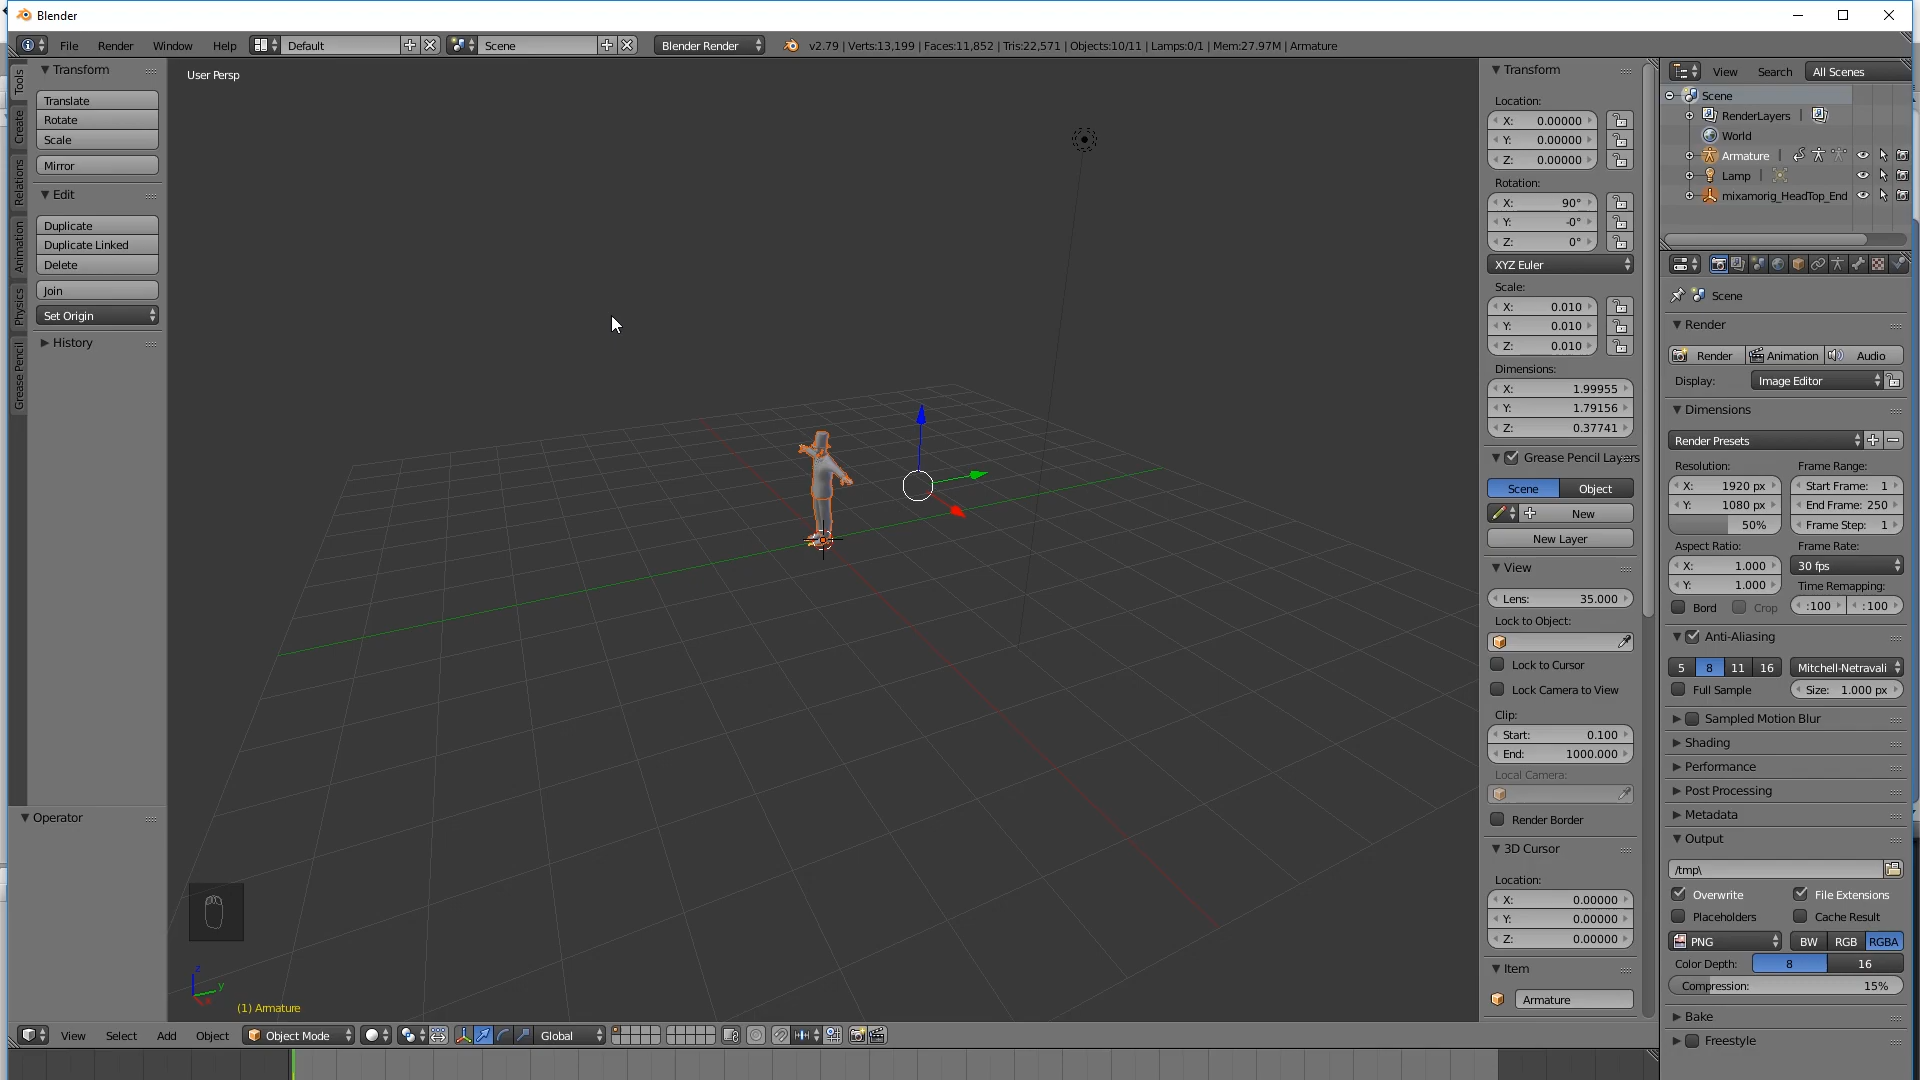 Blender
File Render Window Help Default Scene Blender Render v2.79 | Verts:13,199 | Faces:11,852 | Tris:22,571 | Objects:10/11 | Lamps:0/1 | Mem:27.97M | Armature
Tools
Create
Relations
Animation
Physics
Grease Pencil
Transform
Translate
Rotate
Scale
Mirror
Edit
Duplicate
Duplicate Linked
Delete
Join
Set Origin
History
Operator
User Persp
z
y
(1) Armature
View Select Add Object Object Mode Global
Transform
Location:
X: 0.00000
Y: 0.00000
Z: 0.00000
Rotation:
X: 90°
Y: -0°
Z: 0°
XYZ Euler
Scale:
X: 0.010
Y: 0.010
Z: 0.010
Dimensions:
X: 1.99955
Y: 1.79156
Z: 0.37741
Grease Pencil Layers
Scene Object
New
New Layer
View
Lens: 35.000
Lock to Object:
Lock to Cursor
Lock Camera to View
Clip:
Start: 0.100
End: 1000.000
Local Camera:
Render Border
3D Cursor
Location:
X: 0.00000
Y: 0.00000
Z: 0.00000
Item
Armature
View Search All Scenes
Scene
RenderLayers |
World
Armature |
Lamp |
mixamorig_HeadTop_End
Scene
Render
Render Animation Audio
Display: Image Editor
Dimensions
Render Presets
Resolution: Frame Range:
X: 1920 px Start Frame: 1
Y: 1080 px End Frame: 250
50% Frame Step: 1
Aspect Ratio: Frame Rate:
X: 1.000 30 fps
Y: 1.000 Time Remapping:
Bord Crop :100 :100
Anti-Aliasing
5 8 11 16 Mitchell-Netravali
Full Sample Size: 1.000 px
Sampled Motion Blur
Shading
Performance
Post Processing
Metadata
Output
/tmp\
Overwrite File Extensions
Placeholders Cache Result
PNG BW RGB RGBA
Color Depth: 8 16
Compression: 15%
Bake
Freestyle